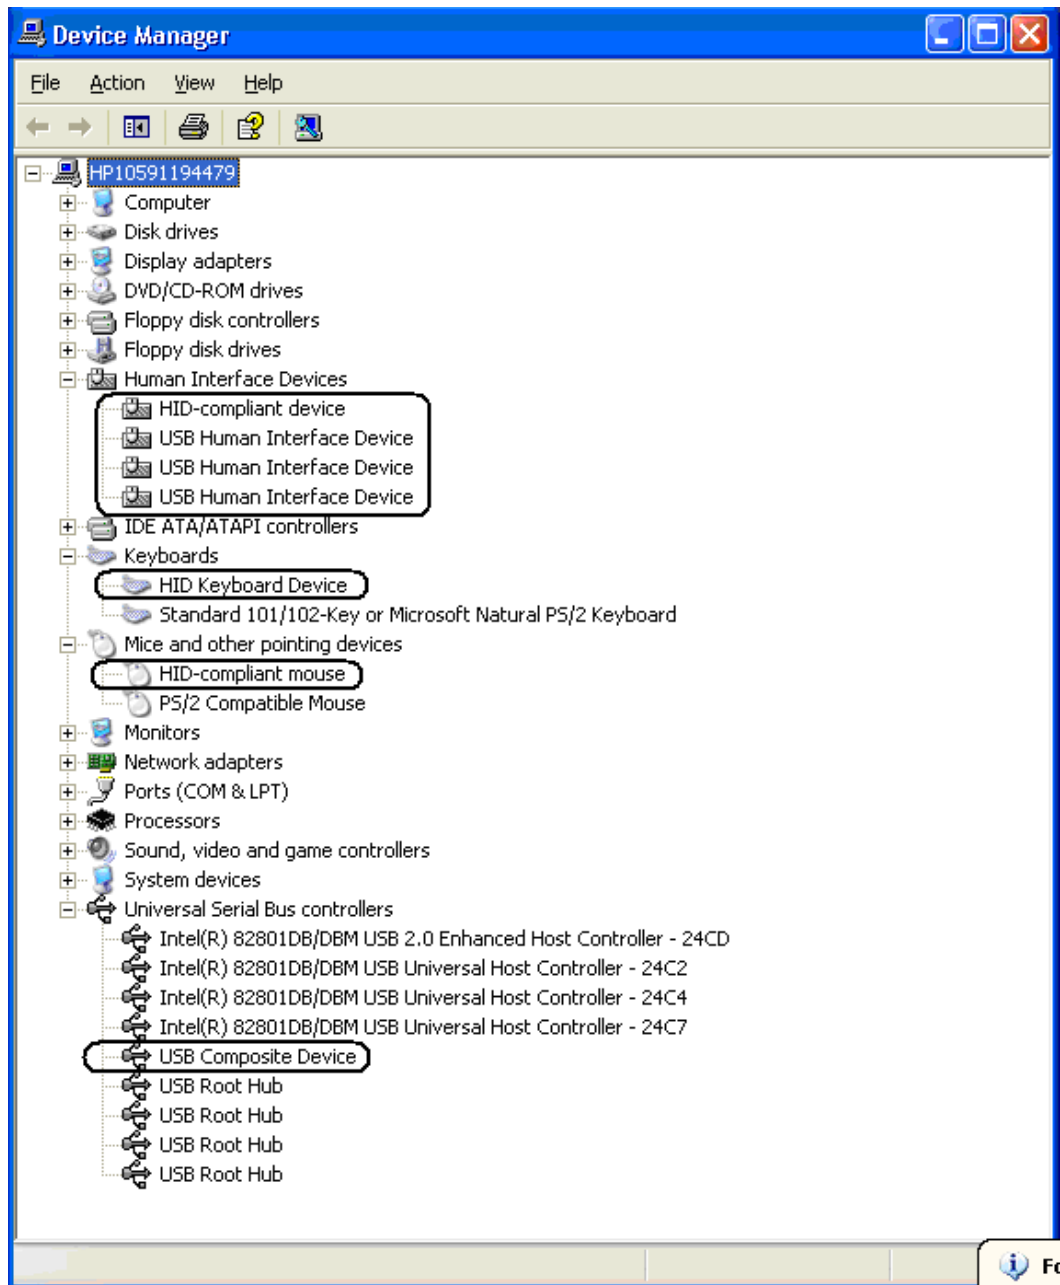 Device Manager
File Action View Help
HP10591194479
Computer
Disk drives
Display adapters
DVD/CD-ROM drives
Floppy disk controllers
Floppy disk drives
Human Interface Devices
HID-compliant device
USB Human Interface Device
USB Human Interface Device
USB Human Interface Device
IDE ATA/ATAPI controllers
Keyboards
HID Keyboard Device
Standard 101/102-Key or Microsoft Natural PS/2 Keyboard
Mice and other pointing devices
HID-compliant mouse
PS/2 Compatible Mouse
Monitors
Network adapters
Ports (COM & LPT)
Processors
Sound, video and game controllers
System devices
Universal Serial Bus controllers
Intel(R) 82801DB/DBM USB 2.0 Enhanced Host Controller - 24CD
Intel(R) 82801DB/DBM USB Universal Host Controller - 24C2
Intel(R) 82801DB/DBM USB Universal Host Controller - 24C4
Intel(R) 82801DB/DBM USB Universal Host Controller - 24C7
USB Composite Device
USB Root Hub
USB Root Hub
USB Root Hub
USB Root Hub